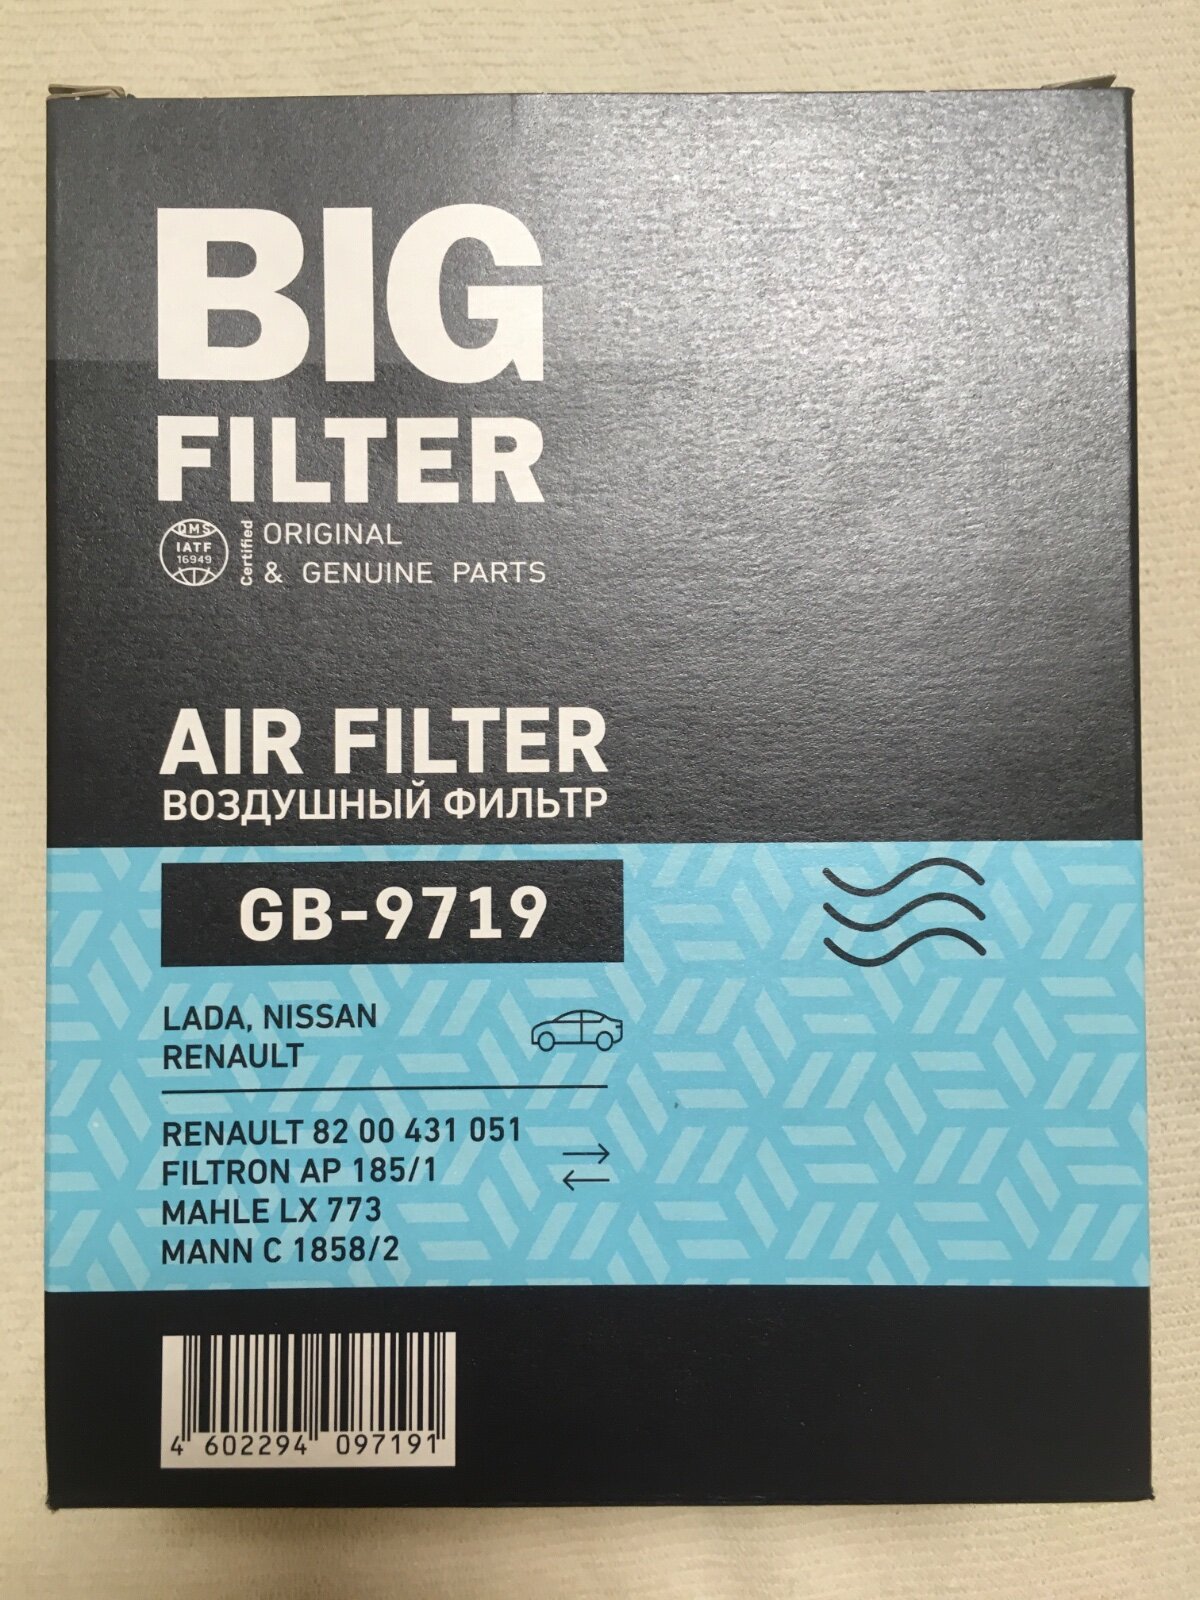 BIG
FILTER
QMS
IATF
16949
Certified
ORIGINAL
& GENUINE PARTS
AIR FILTER
ВОЗДУШНЫЙ ФИЛЬТР
GB-9719
LADA, NISSAN
RENAULT
RENAULT 82 00 431 051
FILTRON AP 185/1
MAHLE LX 773
MANN C 1858/2
4 602294 097191